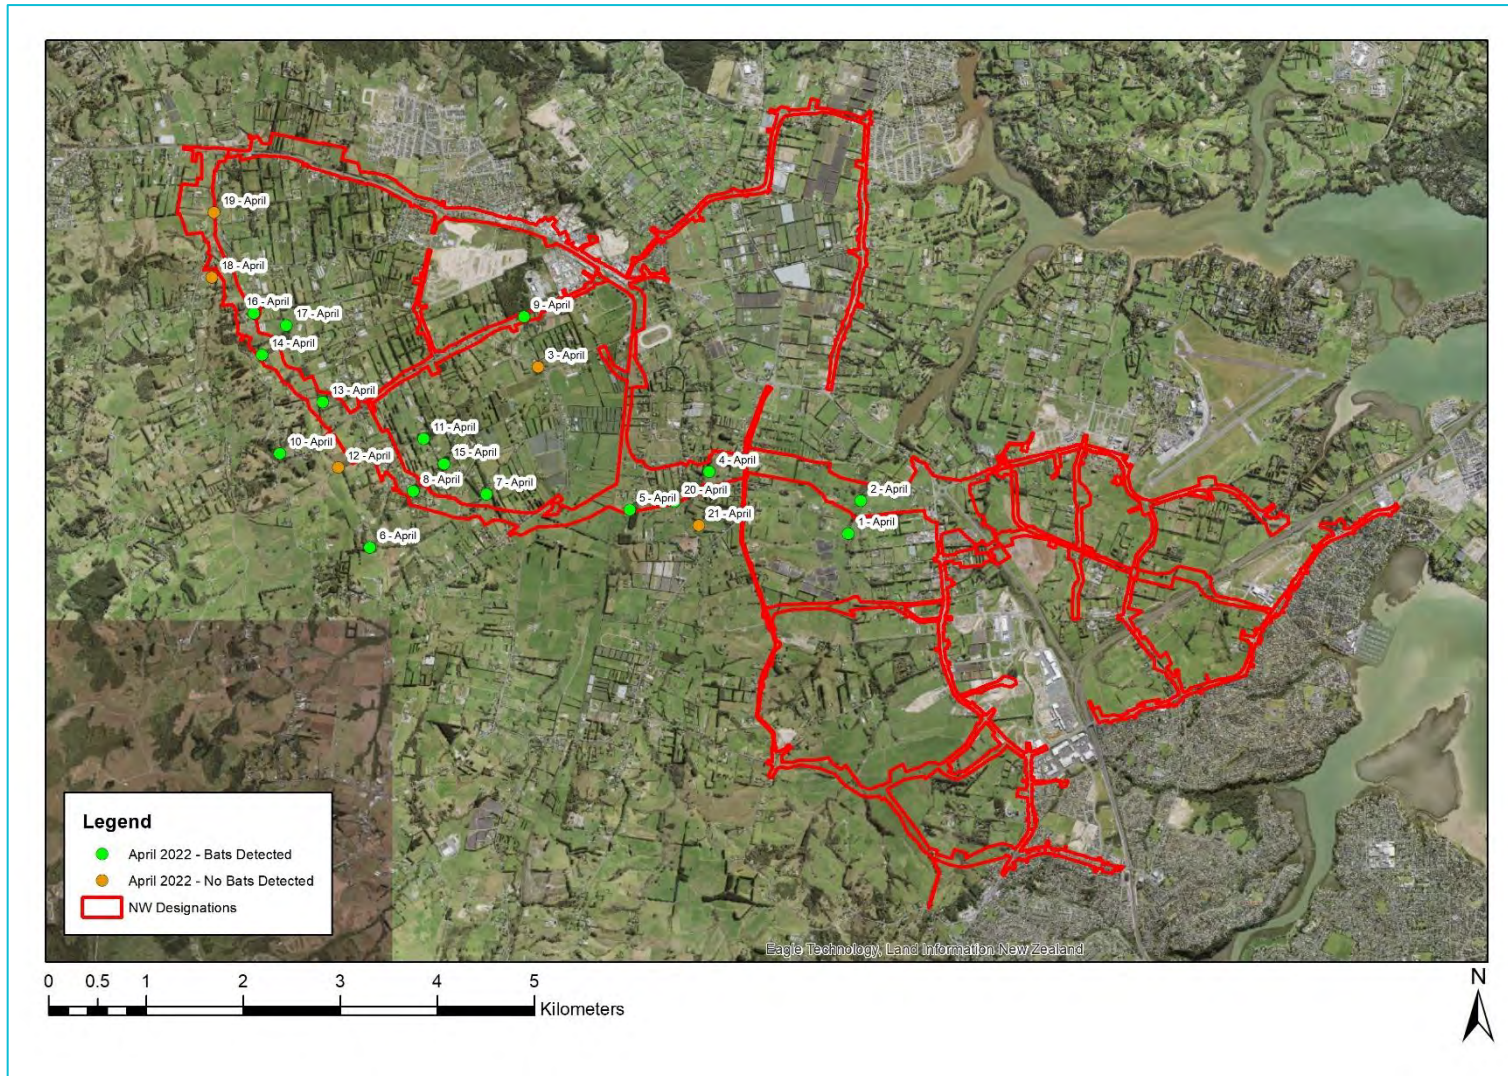 19 - April
18 - April
16 - April
17 - April
9 - April
14 - April
3 - April
13 - April
11 - April
10 - April
12 - April
15 - April
4 - April
8 - April
7 - April
20 - April
2 - April
5 - April
21 - April
1 - April
6 - April
Legend
April 2022 - Bats Detected
April 2022 - No Bats Detected
NW Designations
Eagle Technology, Land Information New Zealand
0 0.5 1 2 3 4 5
Kilometers
N